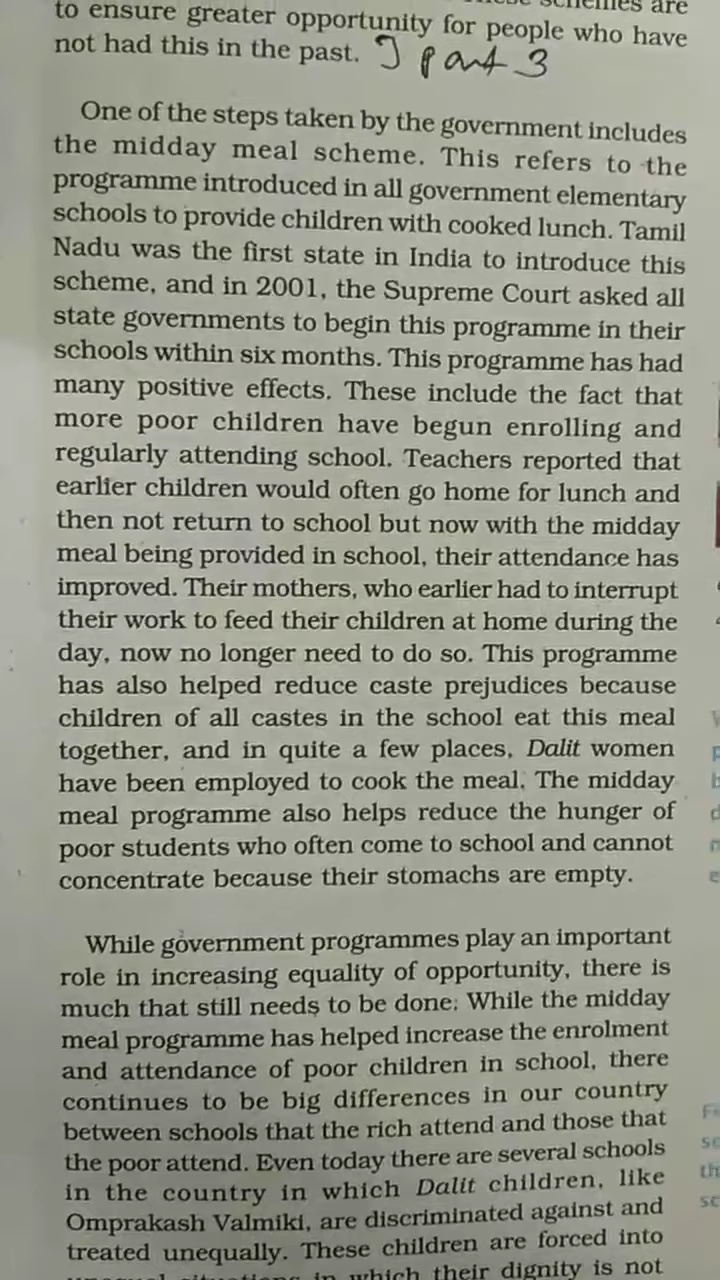 schemes are
to ensure greater opportunity for people who have
not had this in the past. part 3
One of the steps taken by the government includes
the midday meal scheme. This refers to the
programme introduced in all government elementary
schools to provide children with cooked lunch. Tamil
Nadu was the first state in India to introduce this
scheme, and in 2001, the Supreme Court asked all
state governments to begin this programme in their
schools within six months. This programme has had
many positive effects. These include the fact that
more poor children have begun enrolling and
regularly attending school. Teachers reported that
earlier children would often go home for lunch and
then not return to school but now with the midday
meal being provided in school, their attendance has
improved. Their mothers, who earlier had to interrupt
their work to feed their children at home during the
day, now no longer need to do so. This programme
has also helped reduce caste prejudices because
children of all castes in the school eat this meal
together, and in quite a few places, Dalit women
have been employed to cook the meal. The midday
meal programme also helps reduce the hunger of
poor students who often come to school and cannot
concentrate because their stomachs are empty.
While government programmes play an important
role in increasing equality of opportunity, there is
much that still needs to be done. While the midday
meal programme has helped increase the enrolment
and attendance of poor children in school, there
continues to be big differences in our country
between schools that the rich attend and those that
the poor attend. Even today there are several schools
in the country in which Dalit children, like
Omprakash Valmiki, are discriminated against and
treated unequally. These children are forced into
in which their dignity is not